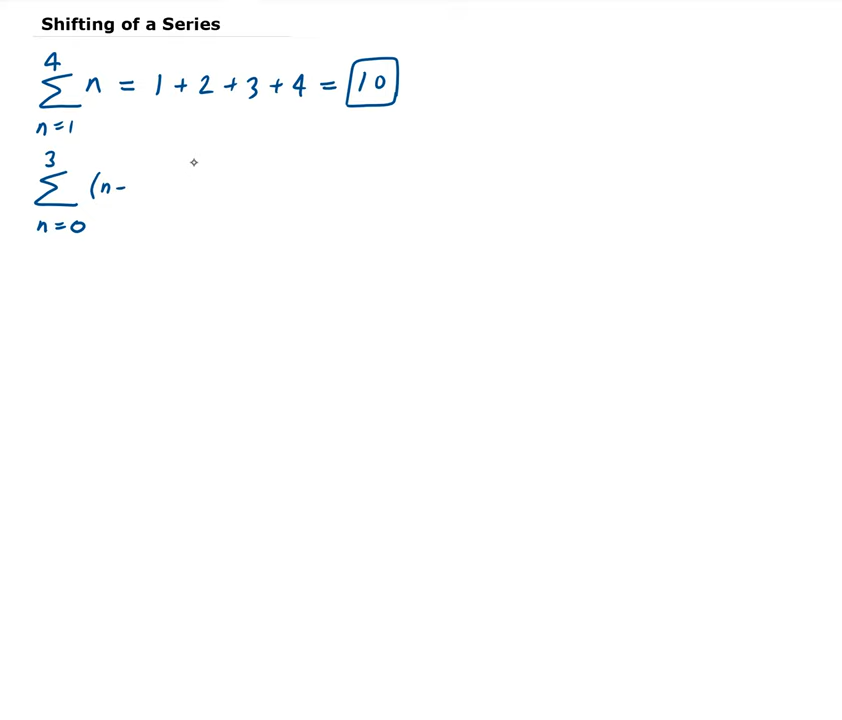 Shifting of a Series
4
∑ n = 1 + 2 + 3 + 4 = 10
n=1
3
∑ (n-
n=0